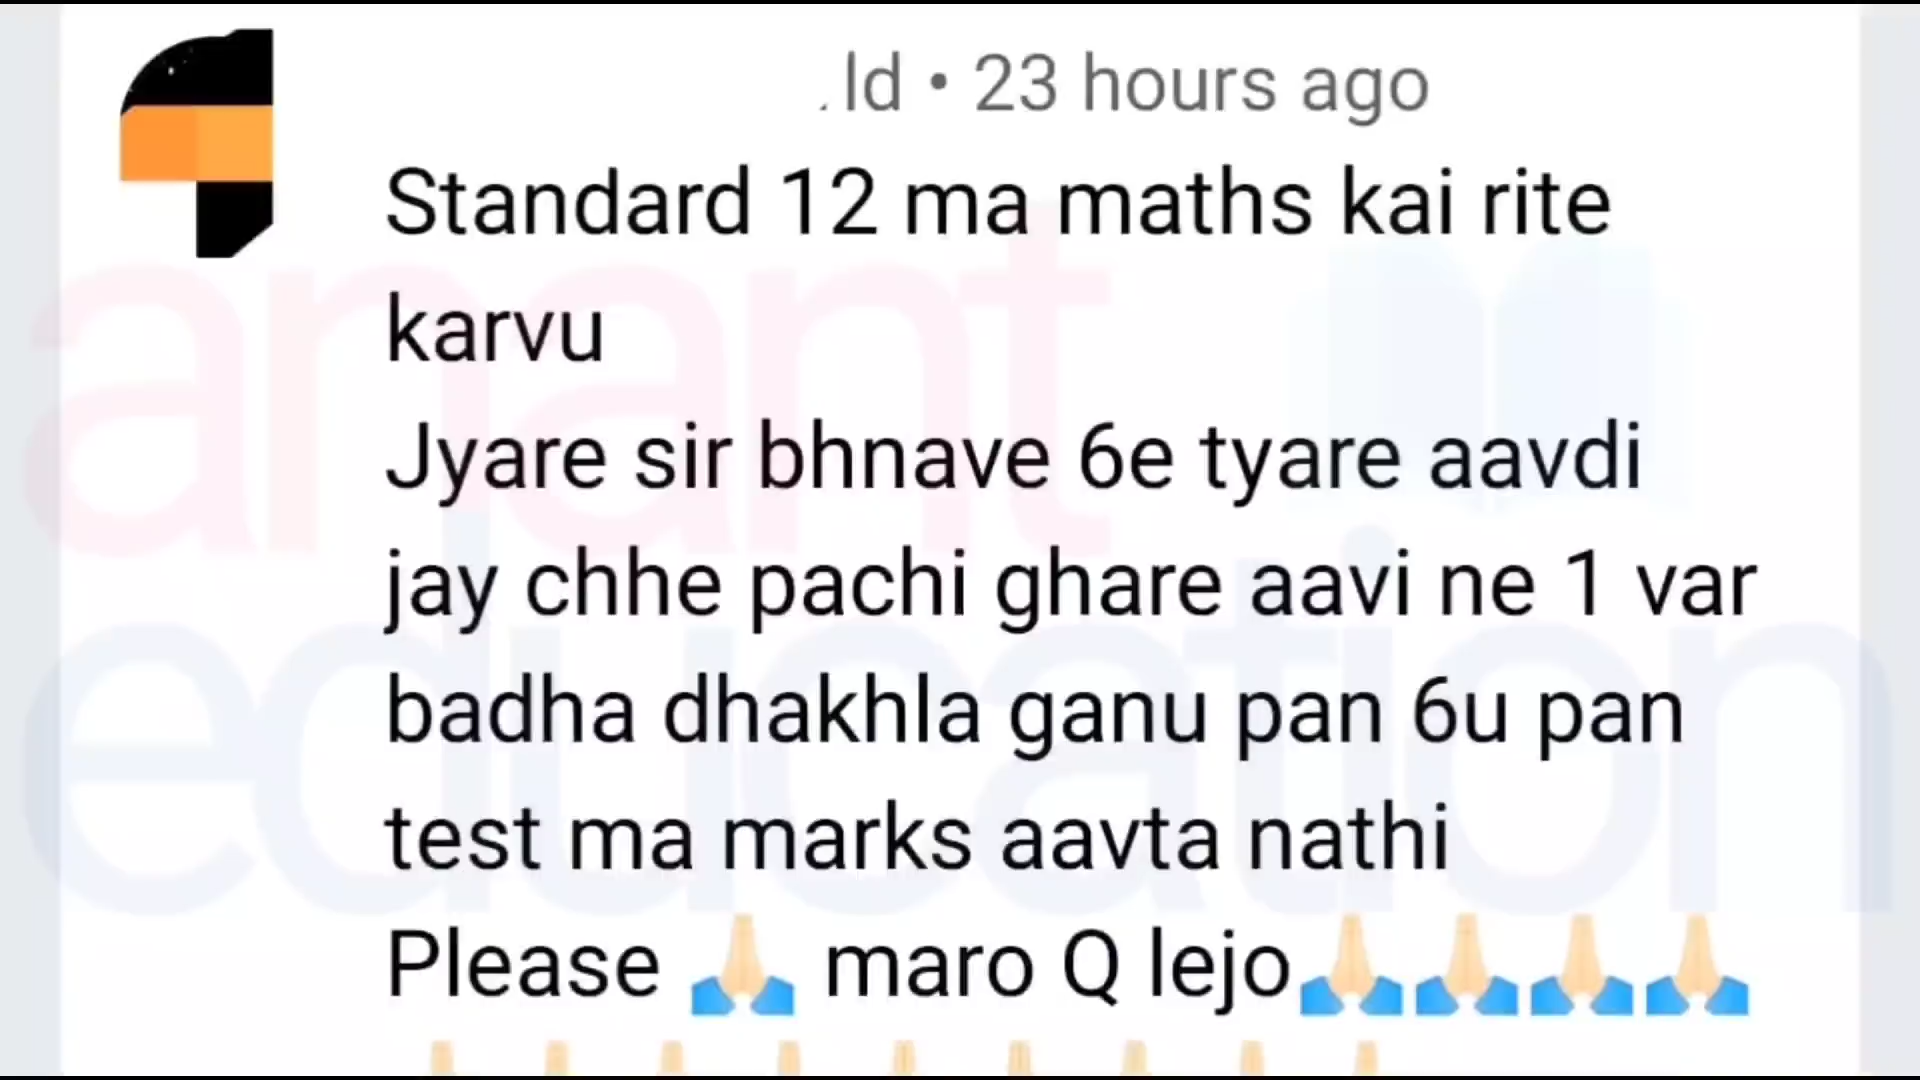 ld • 23 hours ago
Standard 12 ma maths kai rite
karvu
Jyare sir bhnave 6e tyare aavdi
jay chhe pachi ghare aavi ne 1 var
badha dhakhla ganu pan 6u pan
test ma marks aavta nathi
Please 🙏🏻 maro Q lejo🙏🏻🙏🏻🙏🏻🙏🏻
anant
education